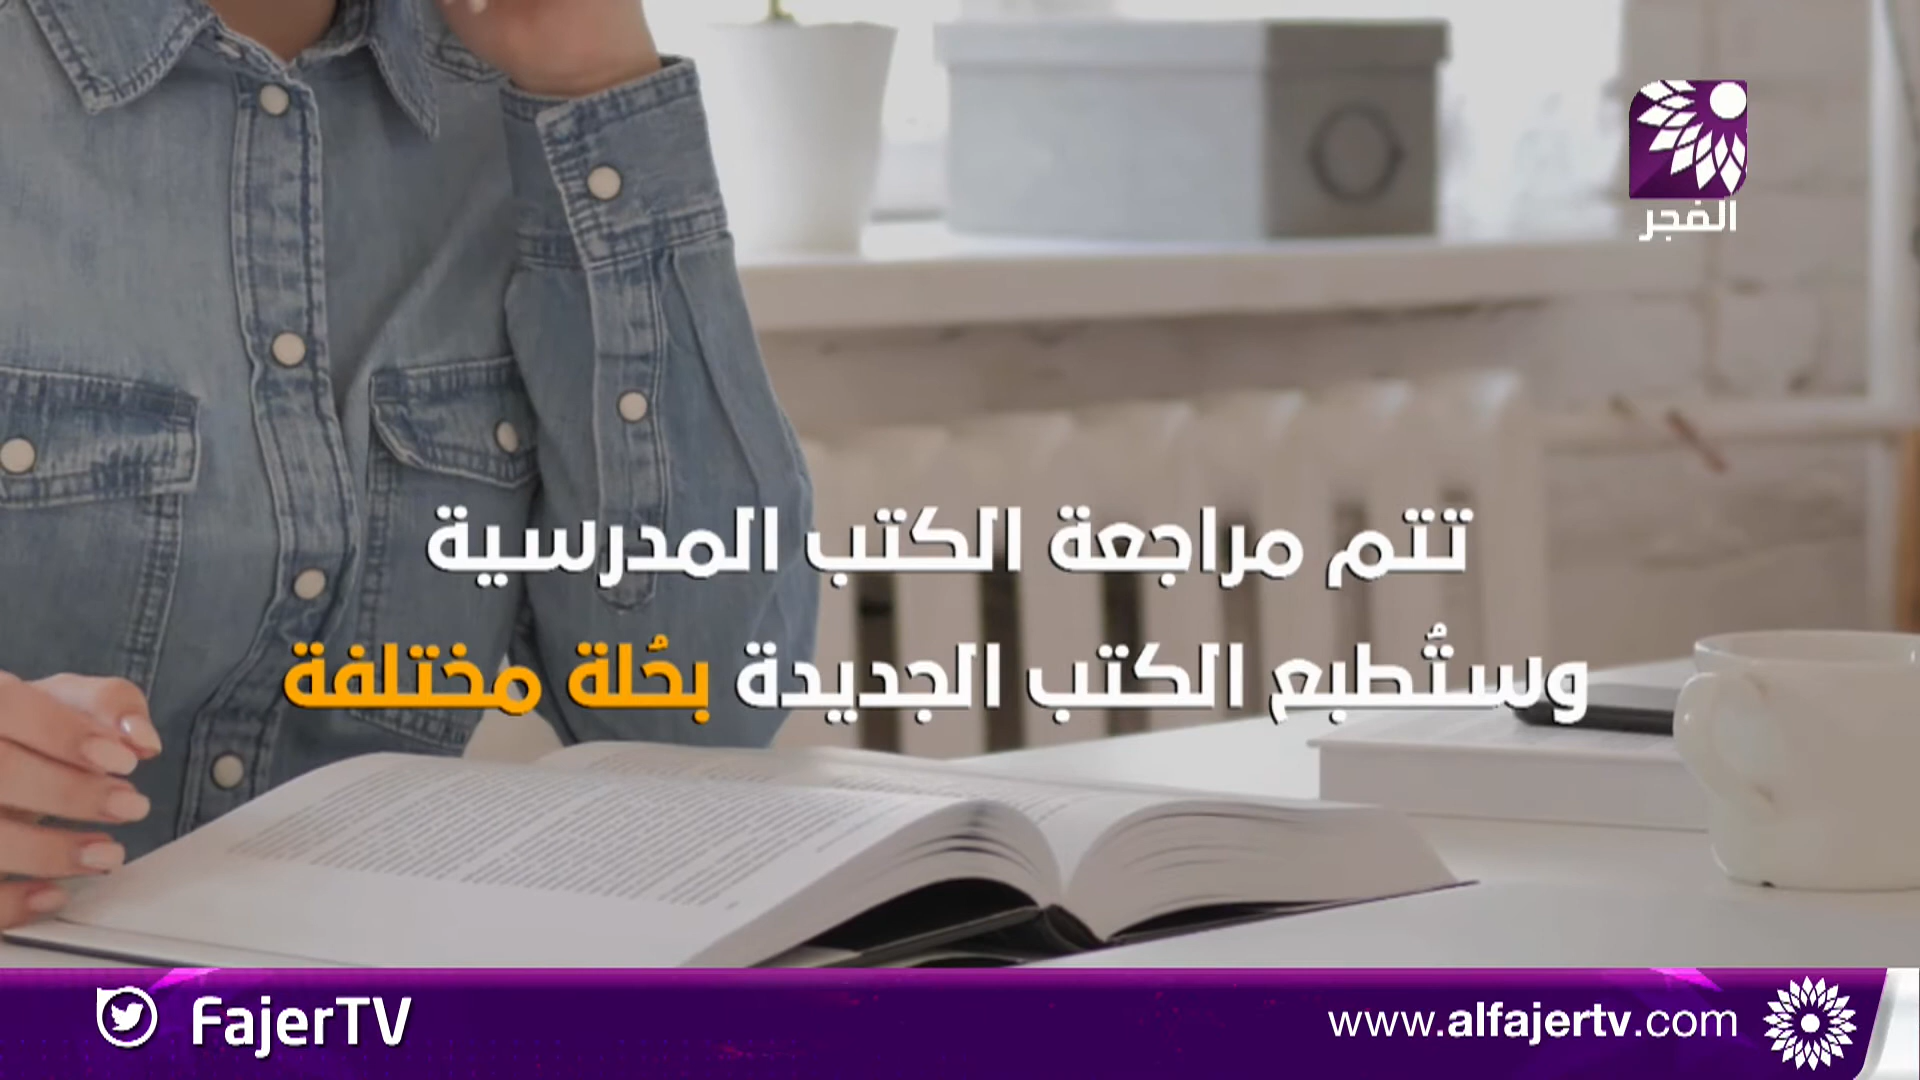 الفجر
تتم مراجعة الكتب المدرسية
وستُطبع الكتب الجديدة بحُلة مختلفة
FajerTV
www.alfajertv.com